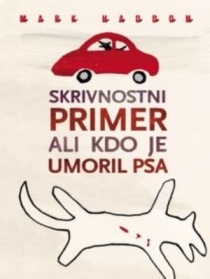 MARK HADDON
SKRIVNOSTNI
PRIMER
ALI KDO JE
UMORIL PSA